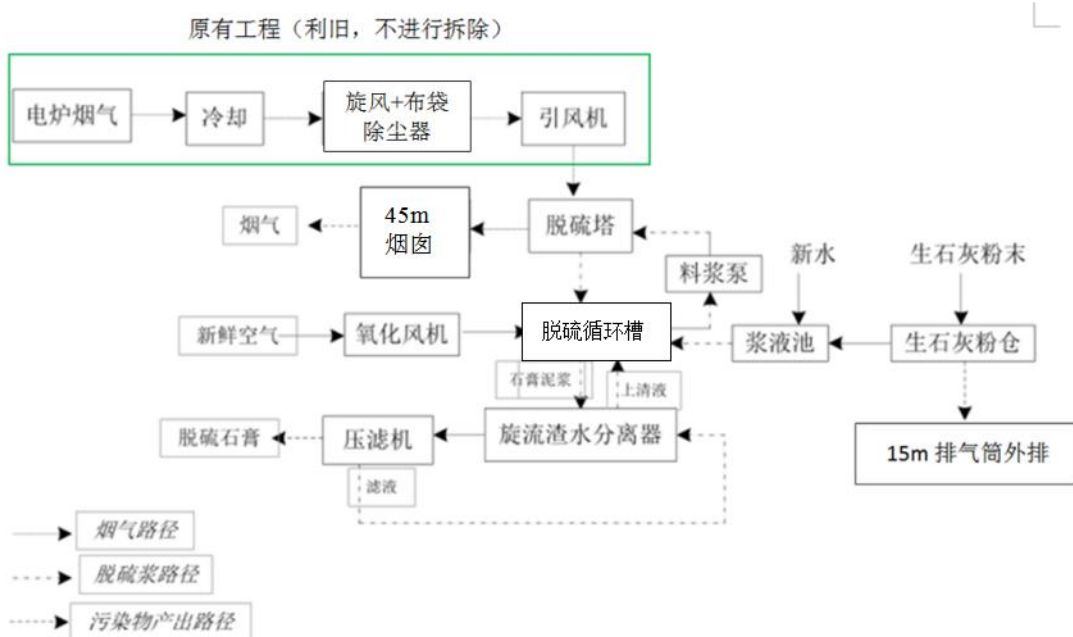 原有工程（利旧，不进行拆除）
电炉烟气
冷却
旋风+布袋
除尘器
引风机
烟气
45m
烟囱
脱硫塔
料浆泵
新水
生石灰粉末
新鲜空气
氧化风机
脱硫循环槽
浆液池
生石灰粉仓
石膏泥浆
上清液
脱硫石膏
压滤机
旋流渣水分离器
15m 排气筒外排
滤液
烟气路径
脱硫浆路径
污染物产出路径